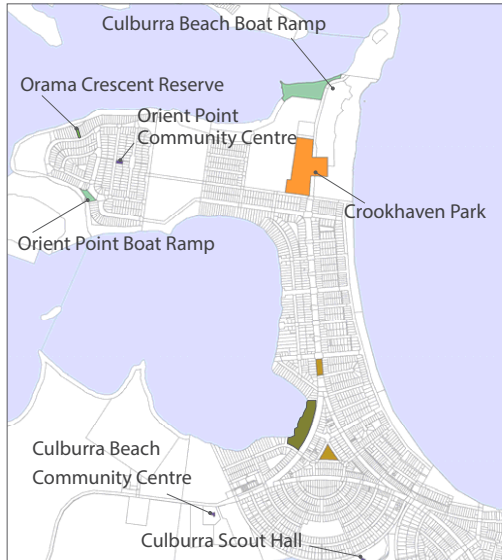 Culburra Beach Boat Ramp
Orama Crescent Reserve
Orient Point
Community Centre
Crookhaven Park
Orient Point Boat Ramp
Culburra Beach
Community Centre
Culburra Scout Hall